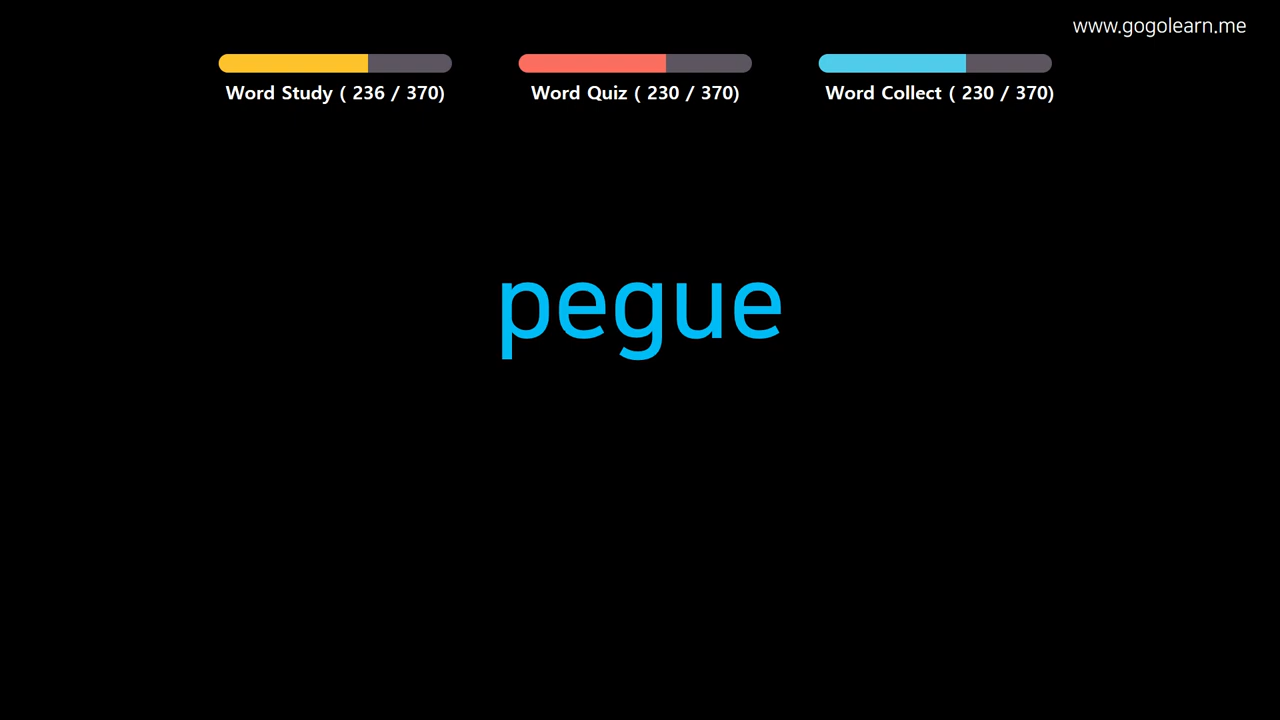 www.gogolearn.me
Word Study ( 236 / 370)
Word Quiz ( 230 / 370)
Word Collect ( 230 / 370)
pegue